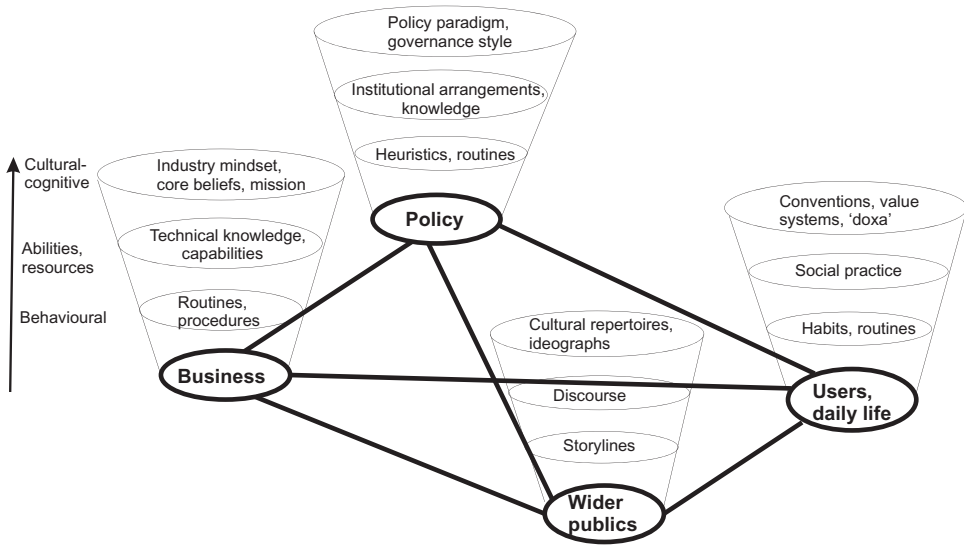 Policy paradigm,
governance style
Institutional arrangements,
knowledge
Heuristics, routines
Policy
Cultural-
cognitive
Abilities,
resources
Behavioural
Industry mindset,
core beliefs, mission
Technical knowledge,
capabilities
Routines,
procedures
Business
Conventions, value
systems, ‘doxa’
Social practice
Habits, routines
Users,
daily life
Cultural repertoires,
ideographs
Discourse
Storylines
Wider
publics